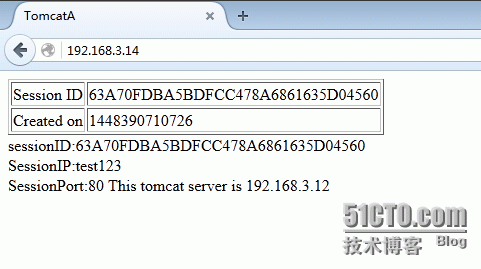 TomcatA
192.168.3.14
Session ID 63A70FDBA5BDFCC478A6861635D04560
Created on 1448390710726
sessionID:63A70FDBA5BDFCC478A6861635D04560
SessionIP:test123
SessionPort:80 This tomcat server is 192.168.3.12
51CTO.com
技术博客 Blog